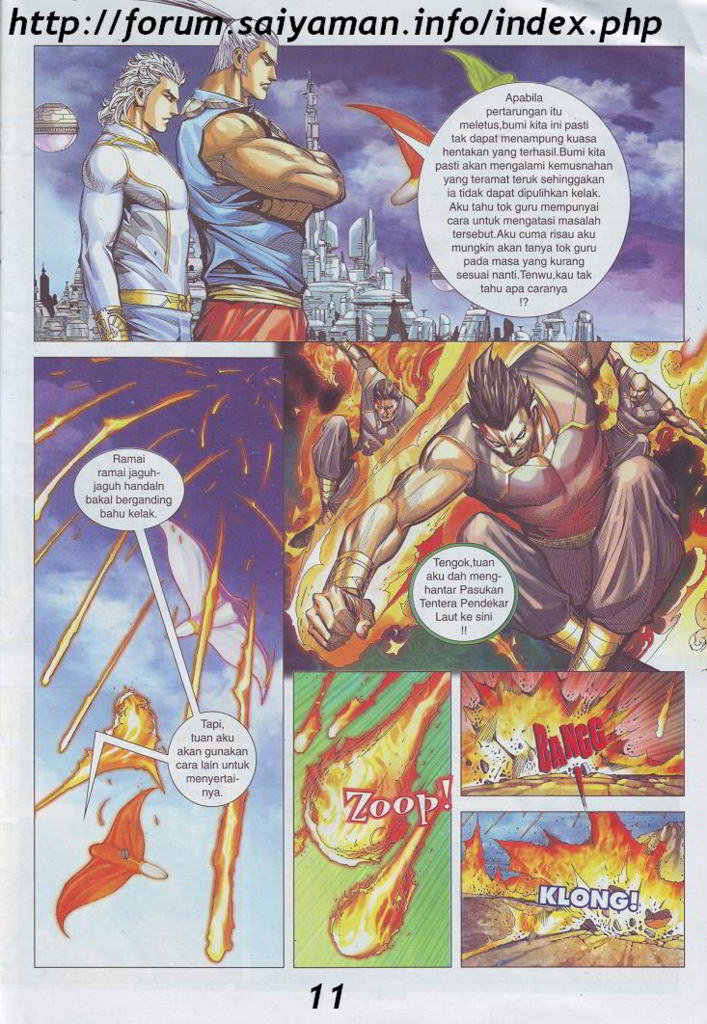 http://forum.saiyaman.info/index.php
Apabila
pertarungan itu
meletus,bumi kita ini pasti
tak dapat menampung kuasa
hentakan yang terhasil.Bumi kita
pasti akan mengalami kemusnahan
yang teramat teruk sehinggakan
ia tidak dapat dipulihkan kelak.
Aku tahu tok guru mempunyai
cara untuk mengatasi masalah
tersebut.Aku cuma risau aku
mungkin akan tanya tok guru
pada masa yang kurang
sesuai nanti.Tenwu,kau tak
tahu apa caranya
!?
Ramai
ramai jaguh-
jaguh handaln
bakal berganding
bahu kelak.
Tapi,
tuan aku
akan gunakan
cara lain untuk
menyertai-
nya.
Tengok,tuan
aku dah meng-
hantar Pasukan
Tentera Pendekar
Laut ke sini
!!
Zoop!
BANGG
!
KLONG!
11